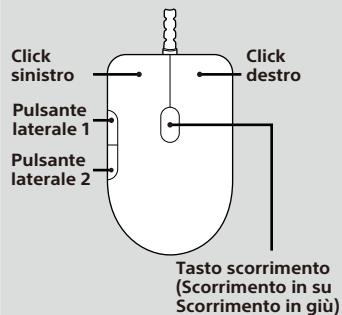 Click
sinistro
Click
destro
Pulsante
laterale 1
Pulsante
laterale 2
Tasto scorrimento
(Scorrimento in su
Scorrimento in giù)